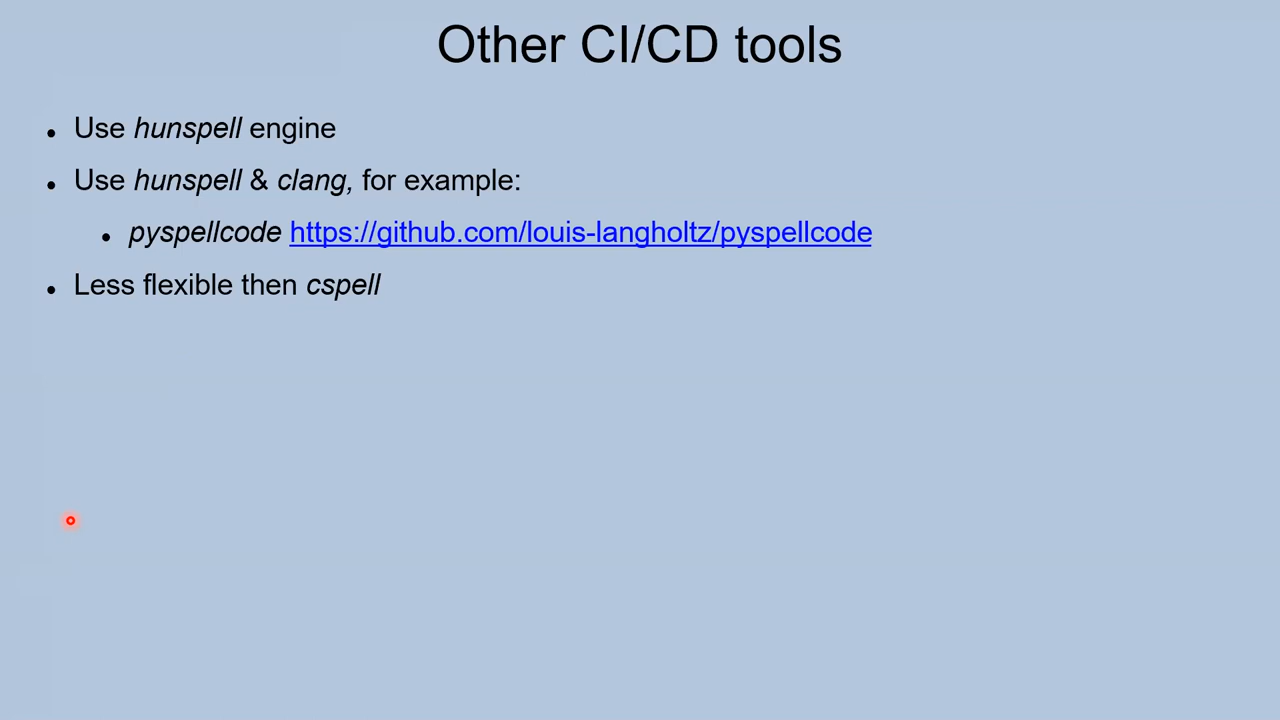 Other CI/CD tools
Use hunspell engine
Use hunspell & clang, for example:
pyspellcode https://github.com/louis-langholtz/pyspellcode
Less flexible then cspell